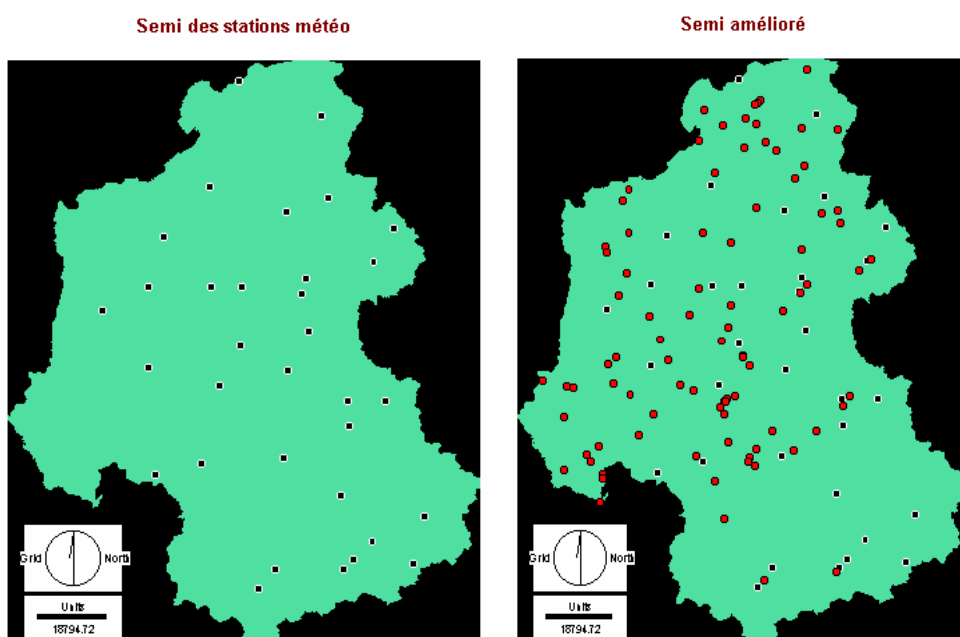 Semi des stations météo
Semi amélioré
Grid North
Units
18794.72
Grid North
Units
18794.72